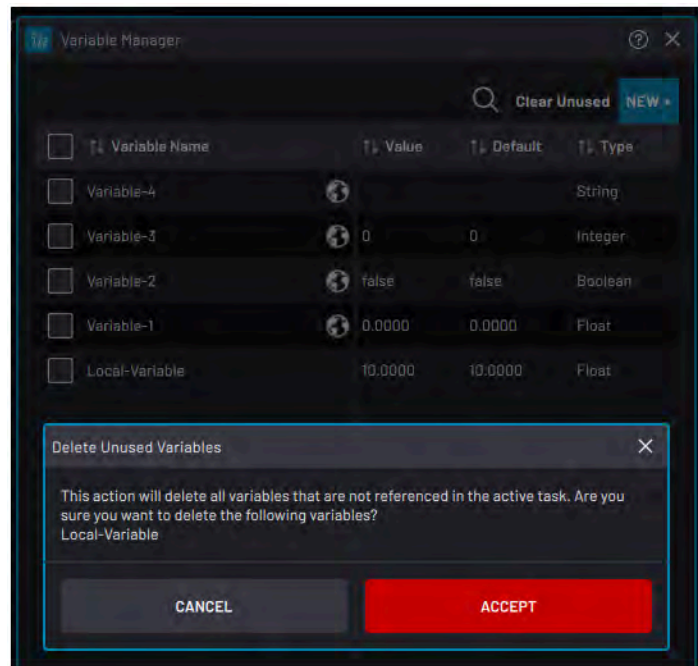 Variable Manager
Clear Unused NEW +
Variable Name Value Default Type
Variable-4 String
Variable-3 0 0 Integer
Variable-2 false false Boolean
Variable-1 0.0000 0.0000 Float
Local-Variable 10.0000 10.0000 Float
Delete Unused Variables
This action will delete all variables that are not referenced in the active task. Are you
sure you want to delete the following variables?
Local-Variable
CANCEL ACCEPT